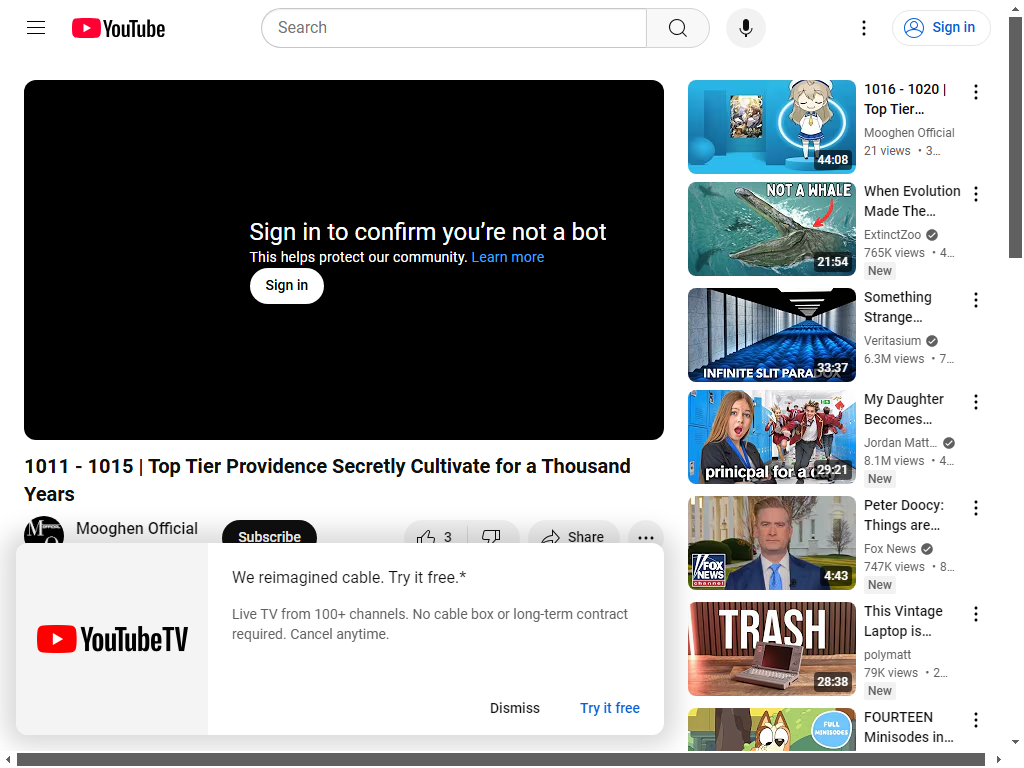 YouTube
Search
Sign in
Sign in to confirm you’re not a bot
This helps protect our community. Learn more
Sign in
1011 - 1015 | Top Tier Providence Secretly Cultivate for a Thousand
Years
Mooghen Official
Subscribe
3
Share
YouTubeTV
We reimagined cable. Try it free.*
Live TV from 100+ channels. No cable box or long-term contract
required. Cancel anytime.
Dismiss
Try it free
44:08
1016 - 1020 |
Top Tier…
Mooghen Official
21 views • 3…
NOT A WHALE
21:54
When Evolution
Made The…
ExtinctZoo
765K views • 4…
New
INFINITE SLIT PARADOX
33:37
Something
Strange…
Veritasium
6.3M views • 7…
prinicpal for a
29:21
My Daughter
Becomes…
Jordan Matt…
8.1M views • 4…
New
FOX
NEWS
channel
4:43
Peter Doocy:
Things are…
Fox News
747K views • 8…
New
TRASH
28:38
This Vintage
Laptop is…
polymatt
79K views • 2…
New
FULL
MINISODES
FOURTEEN
Minisodes in…